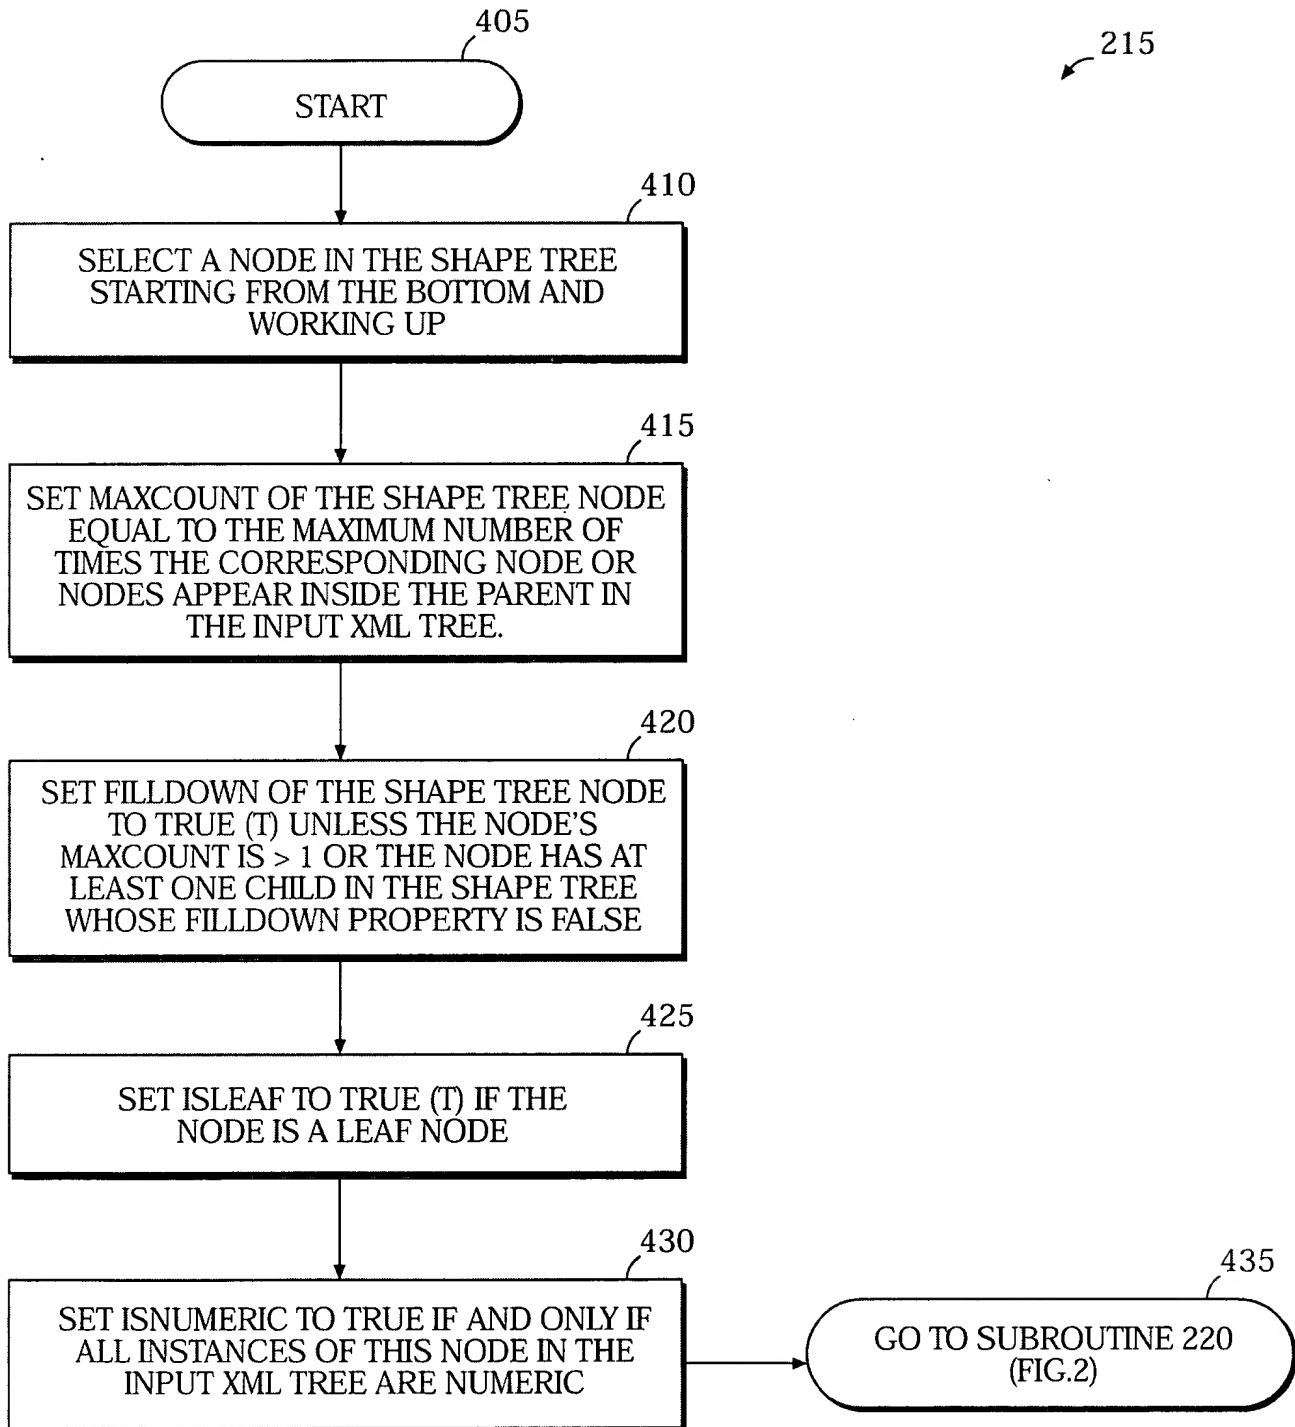 405
215
START
410
SELECT A NODE IN THE SHAPE TREE
STARTING FROM THE BOTTOM AND
WORKING UP
415
SET MAXCOUNT OF THE SHAPE TREE NODE
EQUAL TO THE MAXIMUM NUMBER OF
TIMES THE CORRESPONDING NODE OR
NODES APPEAR INSIDE THE PARENT IN
THE INPUT XML TREE.
420
SET FILLDOWN OF THE SHAPE TREE NODE
TO TRUE (T) UNLESS THE NODE'S
MAXCOUNT IS > 1 OR THE NODE HAS AT
LEAST ONE CHILD IN THE SHAPE TREE
WHOSE FILLDOWN PROPERTY IS FALSE
425
SET ISLEAF TO TRUE (T) IF THE
NODE IS A LEAF NODE
430
SET ISNUMERIC TO TRUE IF AND ONLY IF
ALL INSTANCES OF THIS NODE IN THE
INPUT XML TREE ARE NUMERIC
435
GO TO SUBROUTINE 220
(FIG.2)